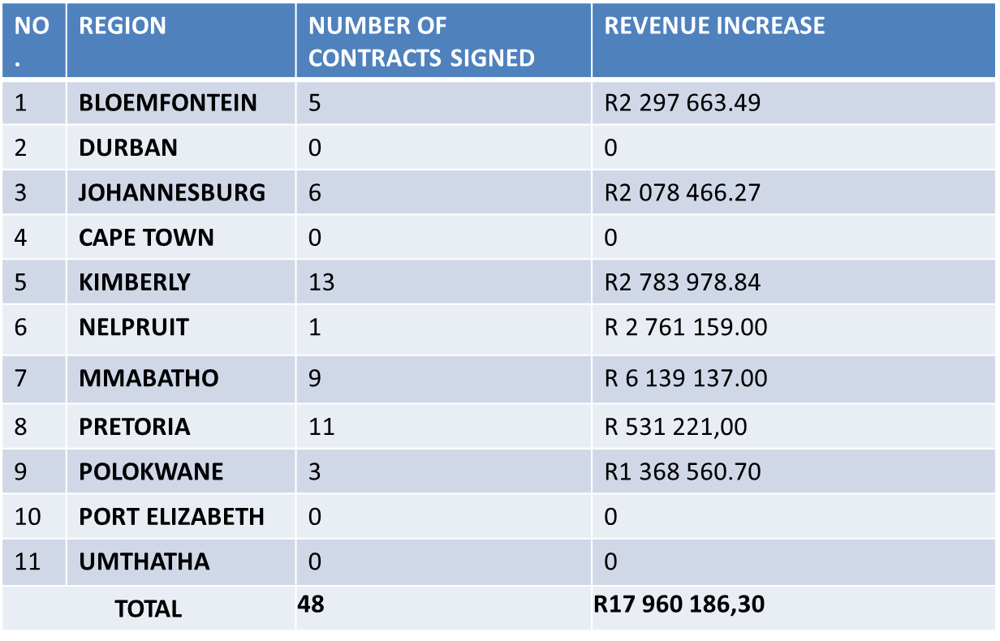 NO REGION NUMBER OF REVENUE INCREASE
. CONTRACTS SIGNED
1 BLOEMFONTEIN 5 R2 297 663.49
2 DURBAN 0 0
3 JOHANNESBURG 6 R2 078 466.27
4 CAPE TOWN 0 0
5 KIMBERLY 13 R2 783 978.84
6 NELPRUIT 1 R 2 761 159.00
7 MMABATHO 9 R 6 139 137.00
8 PRETORIA 11 R 531 221,00
9 POLOKWANE 3 R1 368 560.70
10 PORT ELIZABETH 0 0
11 UMTHATHA 0 0
TOTAL 48 R17 960 186,30